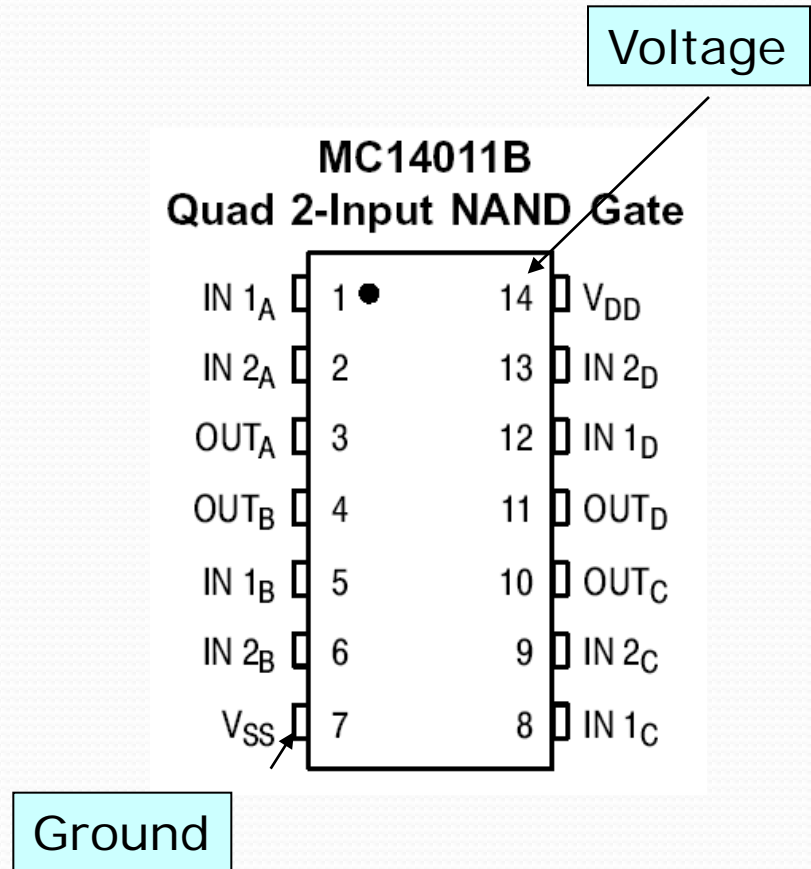 Voltage
MC14011B
Quad 2-Input NAND Gate
IN 1A 1 14 VDD
IN 2A 2 13 IN 2D
OUTA 3 12 IN 1D
OUTB 4 11 OUTD
IN 1B 5 10 OUTC
IN 2B 6 9 IN 2C
VSS 7 8 IN 1C
Ground